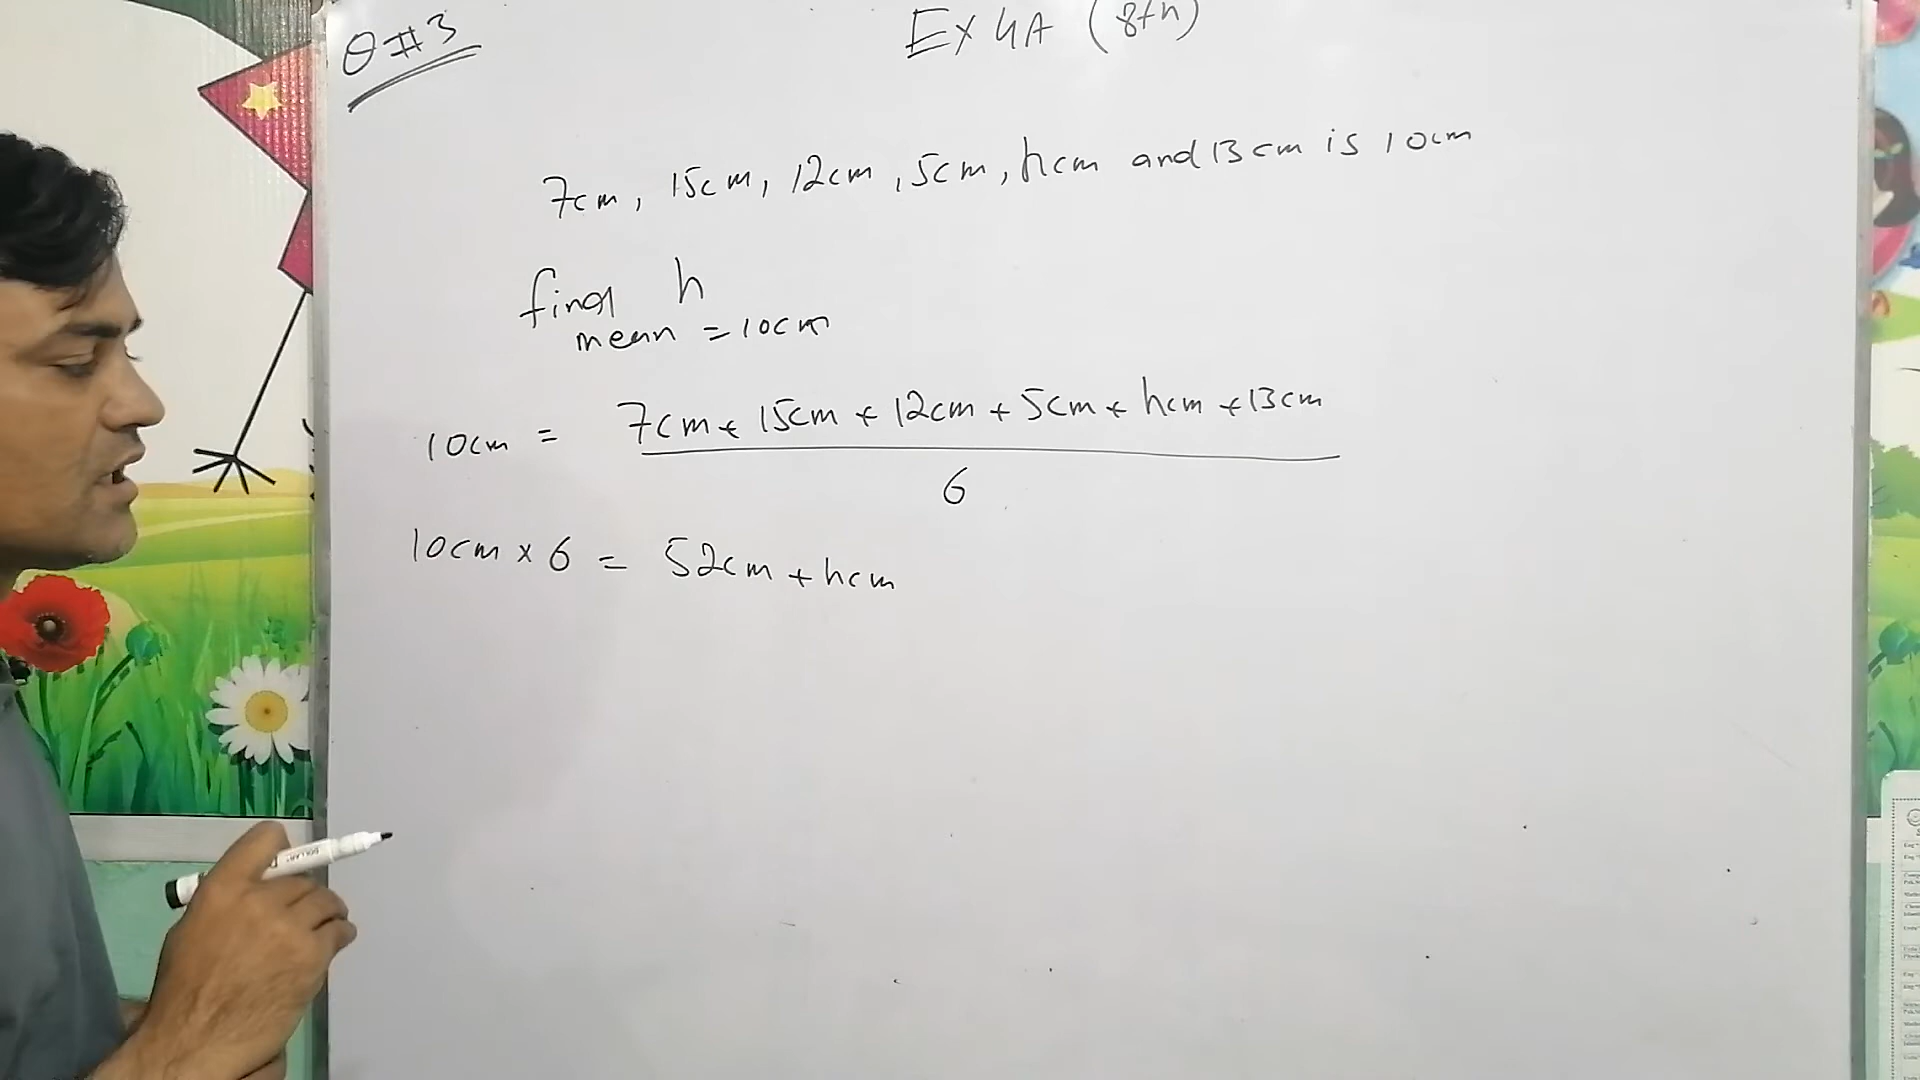 Q#3
Ex 4A (8th)
7cm, 15cm, 12cm, 5cm, hcm and 13cm is 10cm
find h
mean = 10cm
10cm = 7cm + 15cm + 12cm + 5cm + hcm + 13cm
6
10cm × 6 = 52cm + hcm
DOLLAR